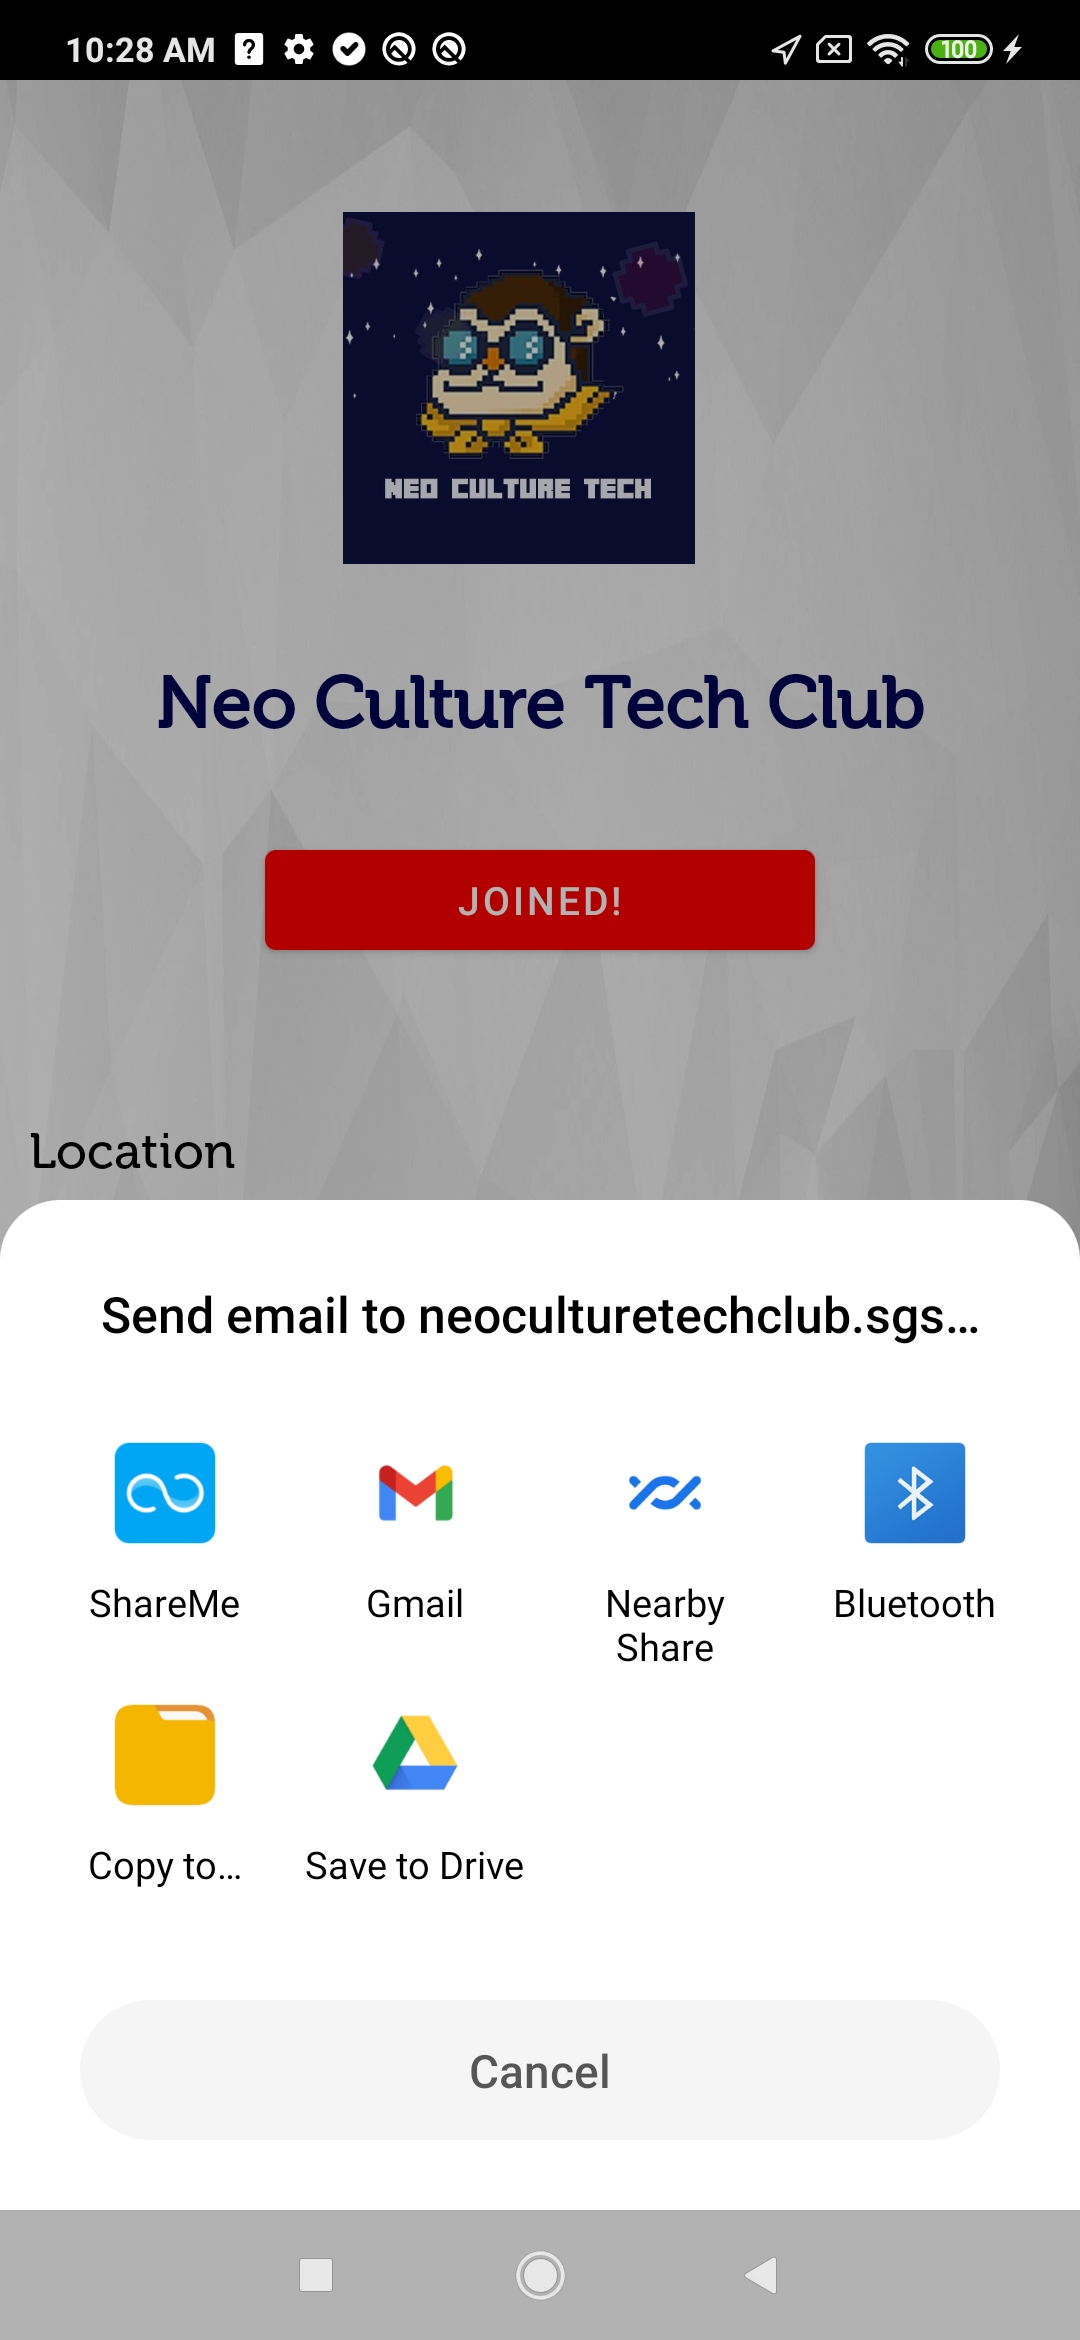 10:28 AM
100
NEO CULTURE TECH
Neo Culture Tech Club
JOINED!
Location
Send email to neoculturetechclub.sgs...
ShareMe
Gmail
Nearby
Share
Bluetooth
Copy to...
Save to Drive
Cancel